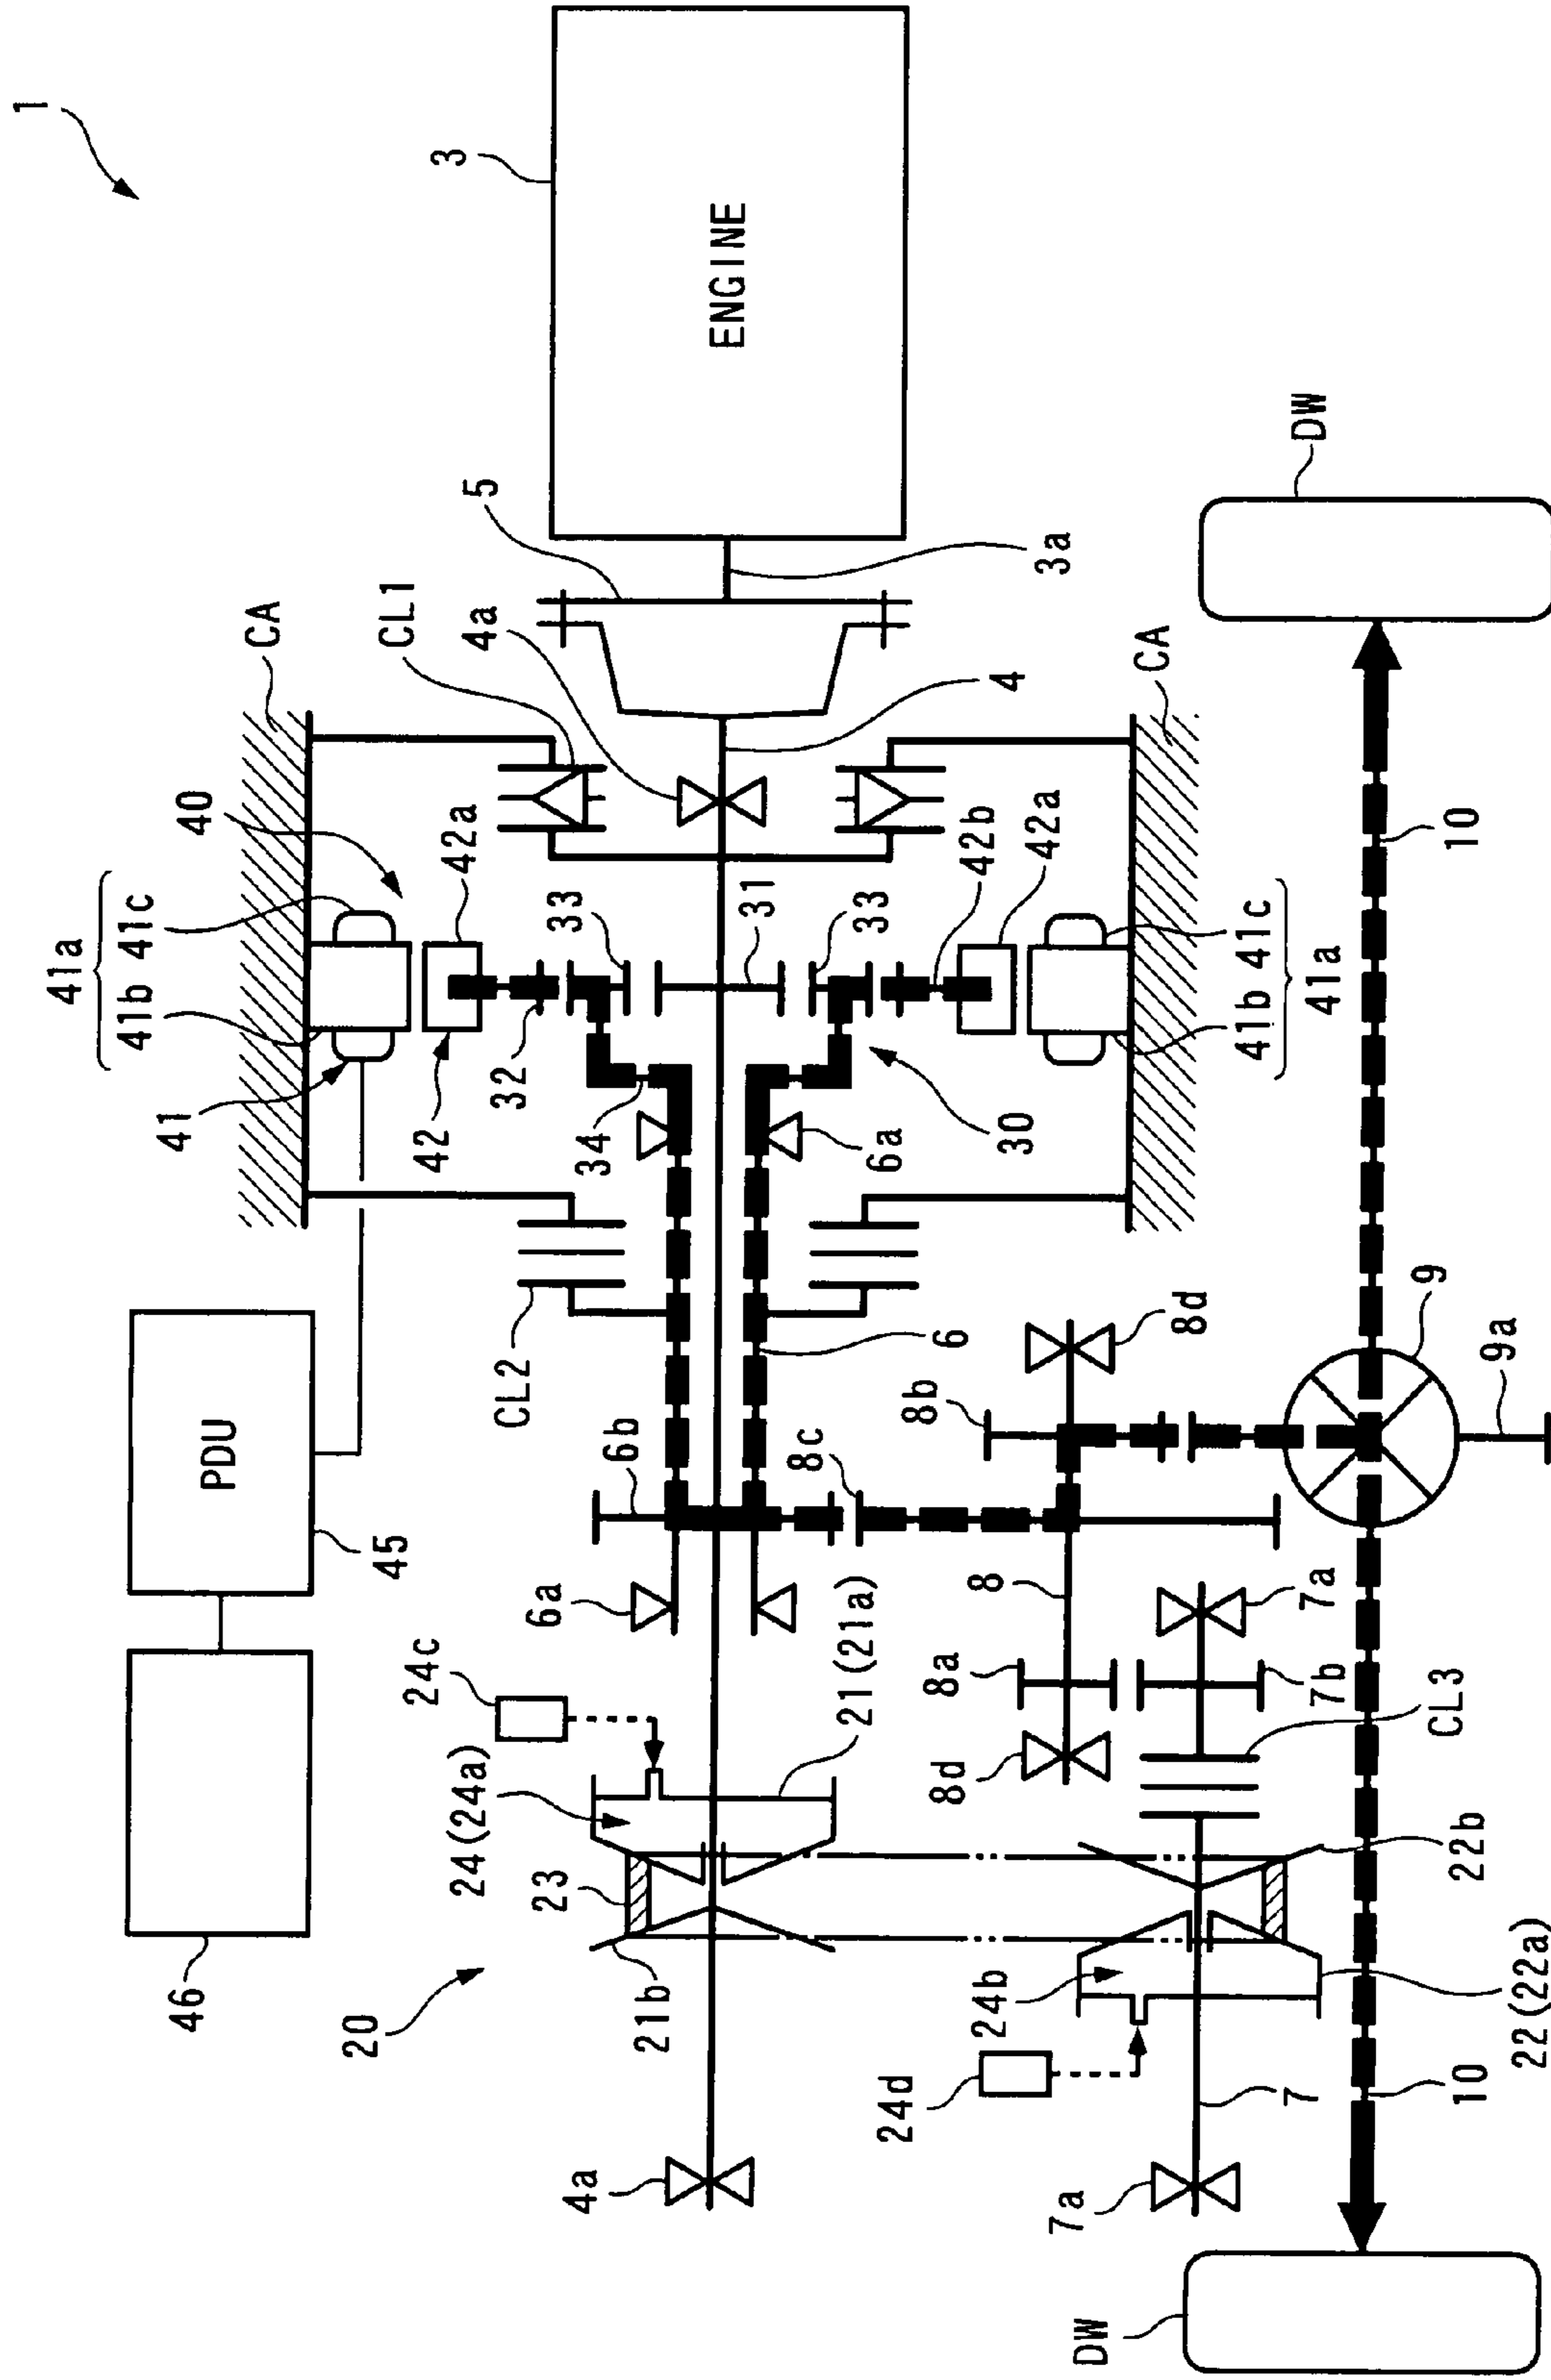 1
3
ENGINE
5
3a
CA
CL1
4a
4
CA
DW
40
42a
41a
41b 41c
33
31
33
42b
42a
41b 41c
41a
10
41
42
32
34
6a
30
PDU
45
CL2
6
8d
9
9a
6b
8c
8b
46
20
6a
24c
24(24a)
21(21a)
23
21b
8
8a
8d
7a
7b
CL3
24b
24d
22b
22(22a)
7
10
4a
7a
DW